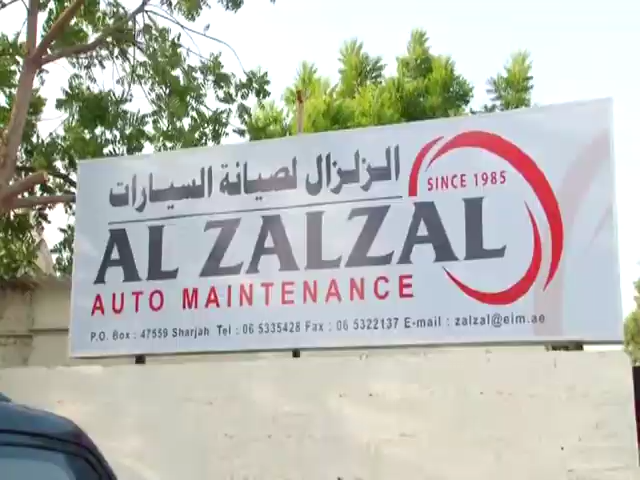 الزلزال لصيانة السيارات
SINCE 1985
AL ZALZAL
AUTO MAINTENANCE
P.O. Box : 47559 Sharjah Tel : 06 5335428 Fax : 06 5322137 E-mail : zalzal@eim.ae